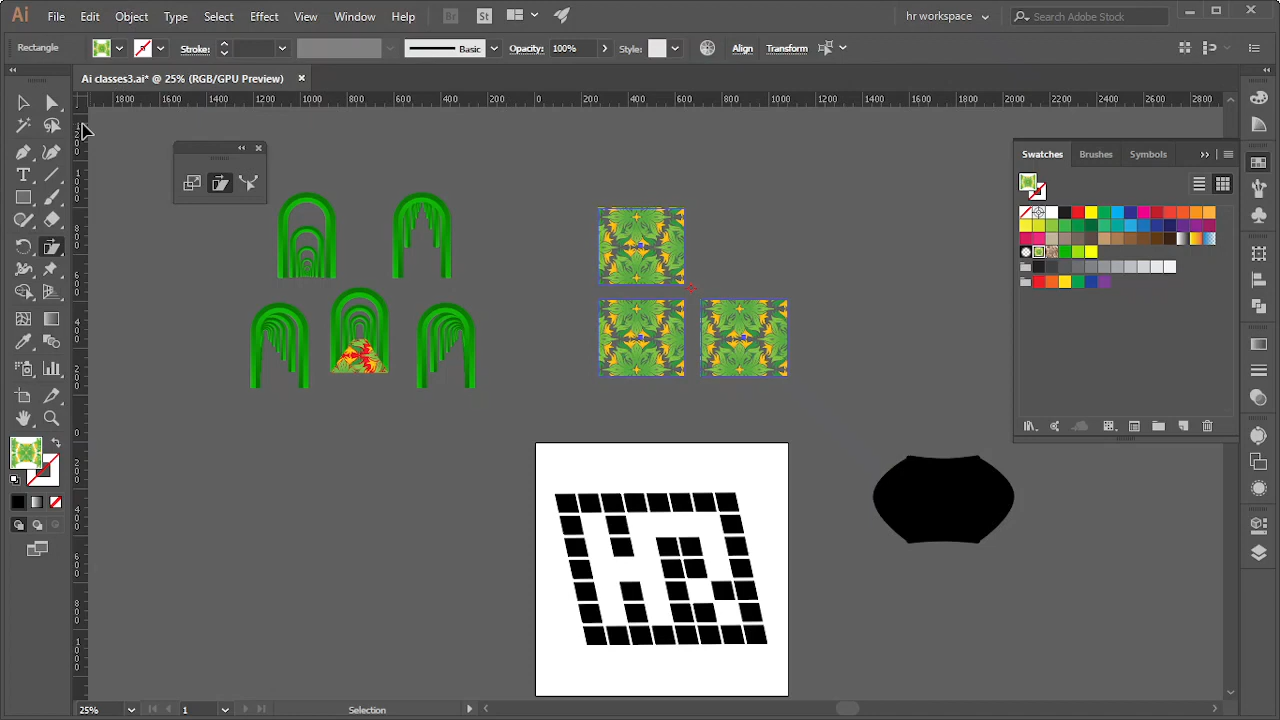 Ai File Edit Object Type Select Effect View Window Help Br St hr workspace Search Adobe Stock
Rectangle Stroke: Basic Opacity: 100% Style: Align Transform
Ai classes3.ai* @ 25% (RGB/GPU Preview)
1800 1600 1400 1200 1000 800 600 400 200 0 200 400 600 800 1000 1200 1400 1600 1800 2000 2200 2400 2600 2800
Swatches Brushes Symbols
25% 1 Selection